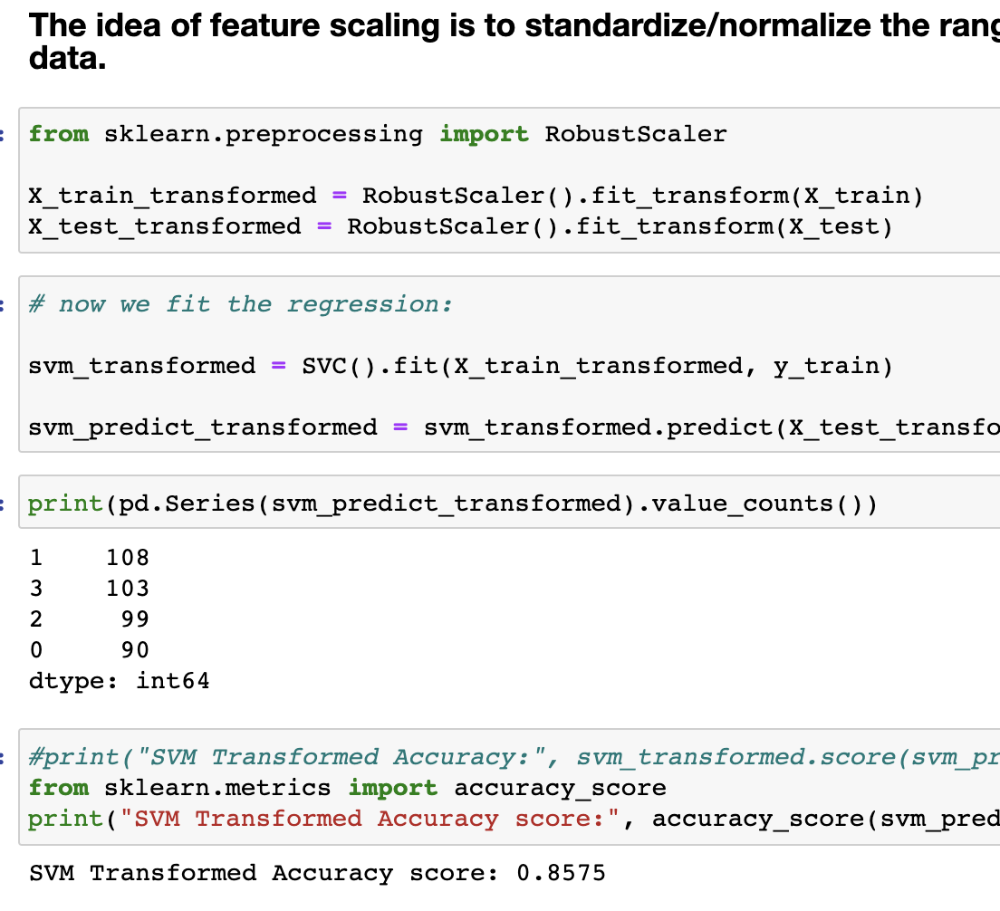 The idea of feature scaling is to standardize/normalize the
data.
from sklearn.preprocessing import RobustScaler
X_train_transformed = RobustScaler().fit_transform(X_train)
X_test_transformed = RobustScaler().fit_transform(X_test)
# now we fit the regression:
svm_transformed = SVC().fit(X_train_transformed, y_train)
svm_predict_transformed = svm_transformed.predict(X_test_transfo
print(pd.Series(svm_predict_transformed).value_counts())
1 108
3 103
2 99
0 90
dtype: int64
#print("SVM Transformed Accuracy:", svm_transformed.score(svm_pr
from sklearn.metrics import accuracy_score
print("SVM Transformed Accuracy score:", accuracy_score(svm_pred
SVM Transformed Accuracy score: 0.8575